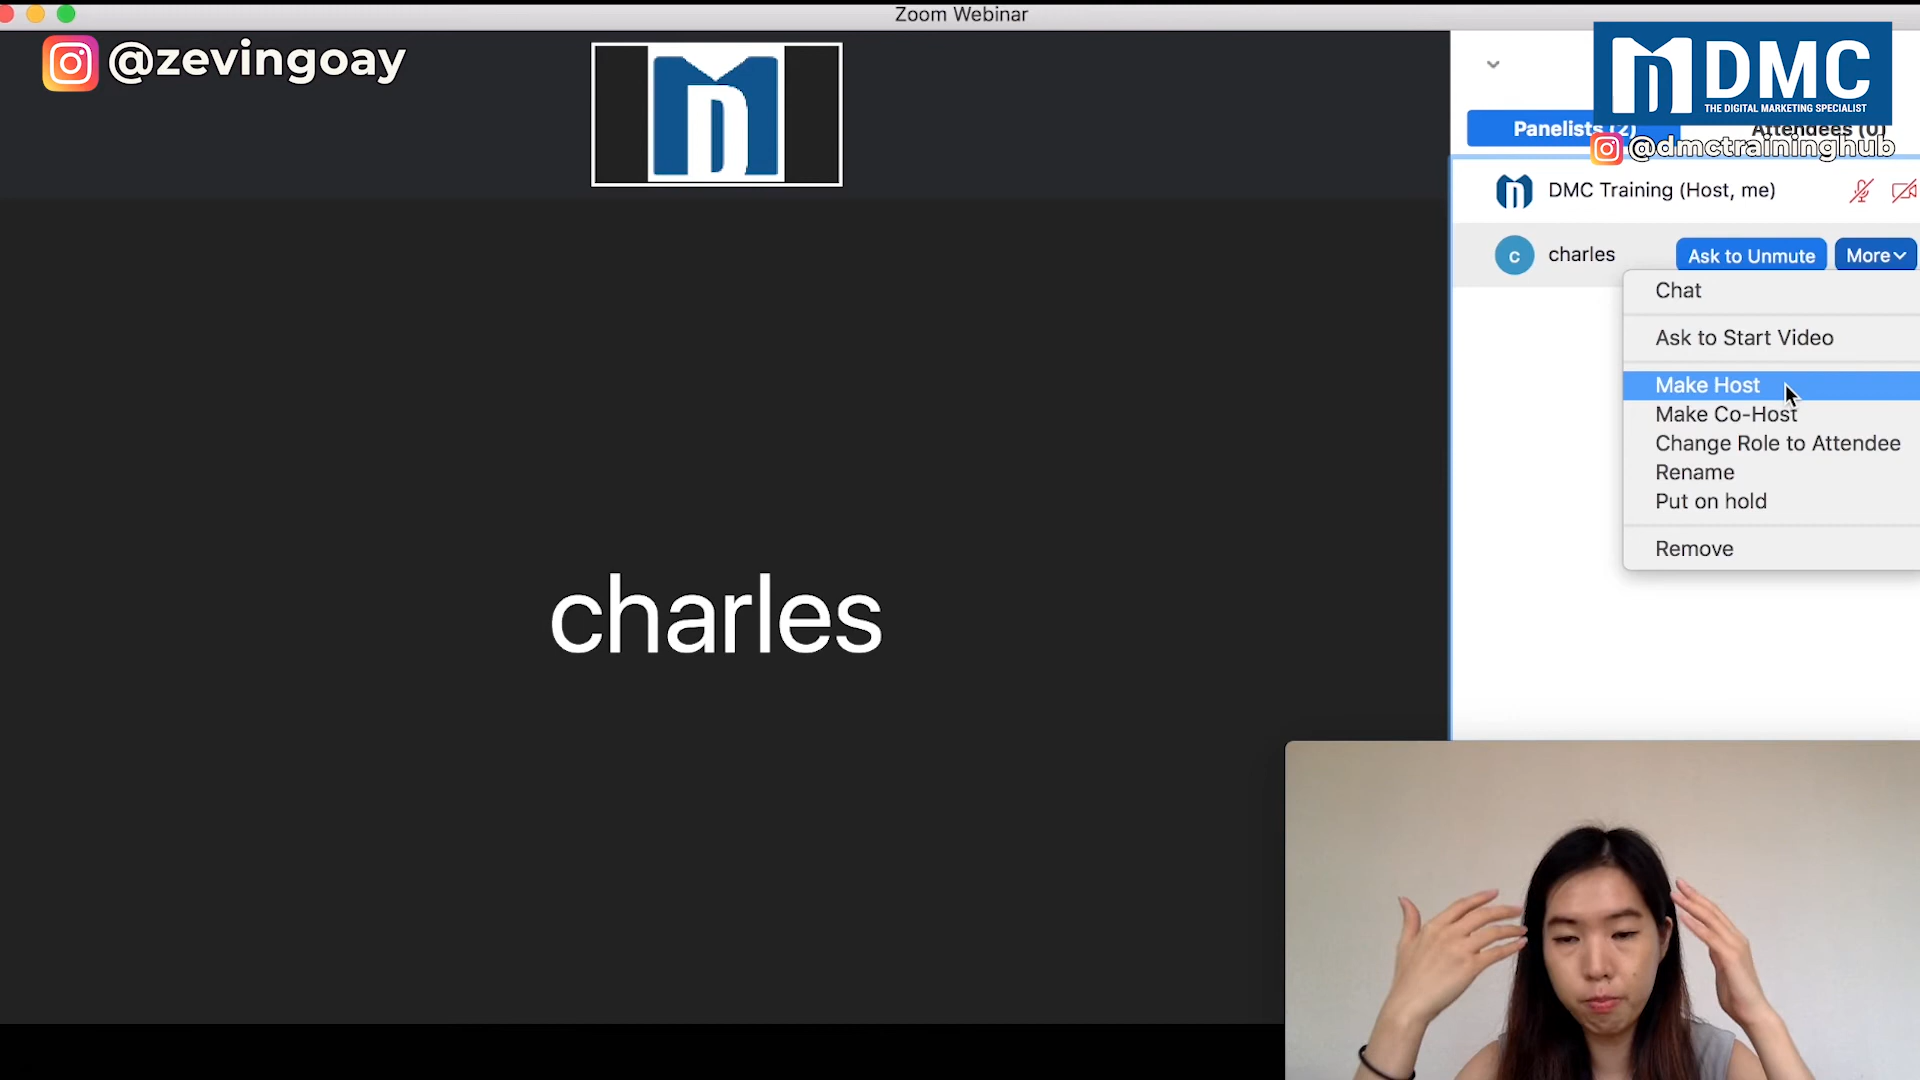 Zoom Webinar
@zevingoay
DMC
THE DIGITAL MARKETING SPECIALIST
Panelists (2)
Attendees (0)
@dmctraininghub
DMC Training (Host, me)
c
charles
Ask to Unmute
More
Chat
Ask to Start Video
Make Host
Make Co-Host
Change Role to Attendee
Rename
Put on hold
Remove
charles